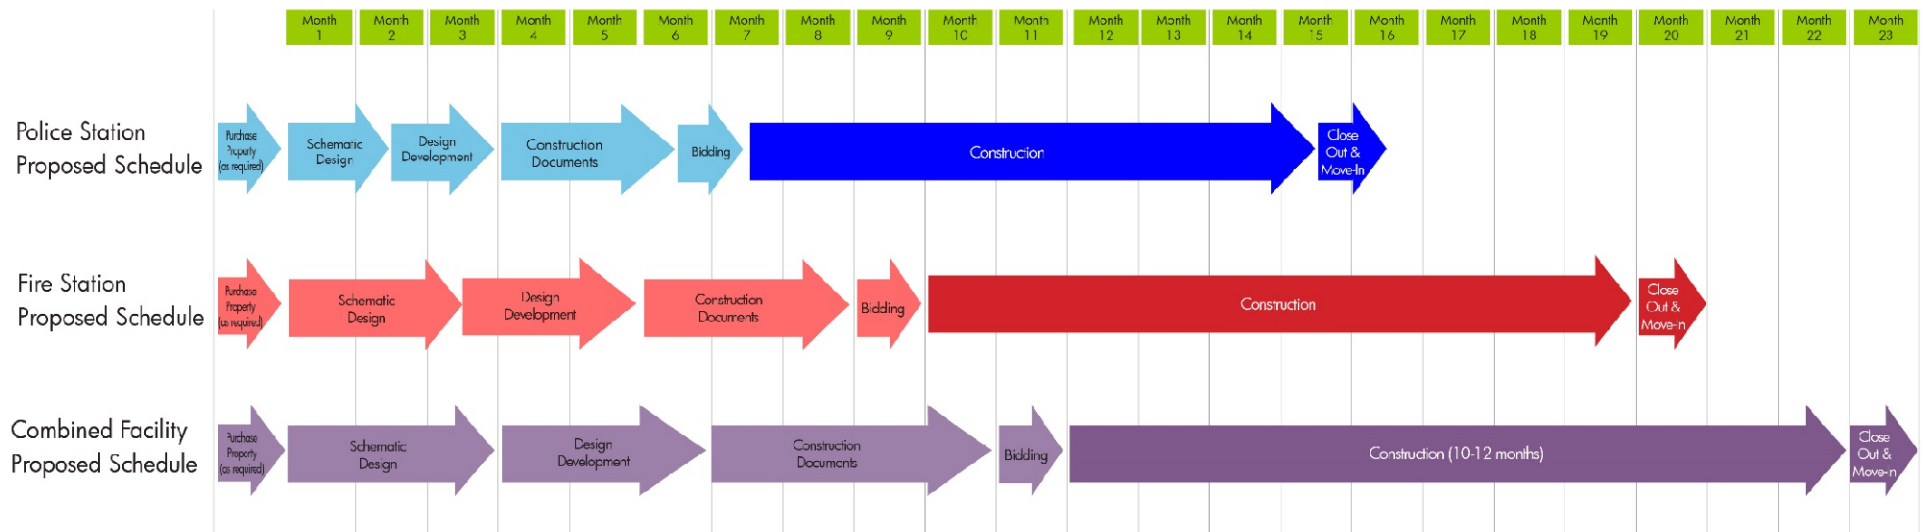 Month Month Month Month Month Month Month Month Month Month Month Month Month Month Month Month Month Month Month Month Month Month Month
1 2 3 4 5 6 7 8 9 10 11 12 13 14 15 16 17 18 19 20 21 22 23
Police Station
Proposed Schedule
Purchase
Property
(as required)
Schematic
Design
Design
Development
Construction
Documents
Bidding
Construction
Close
Out &
Move-In
Fire Station
Proposed Schedule
Purchase
Property
(as required)
Schematic
Design
Design
Development
Construction
Documents
Bidding
Construction
Close
Out &
Move-In
Combined Facility
Proposed Schedule
Purchase
Property
(as required)
Schematic
Design
Design
Development
Construction
Documents
Bidding
Construction (10-12 months)
Close
Out &
Move-In